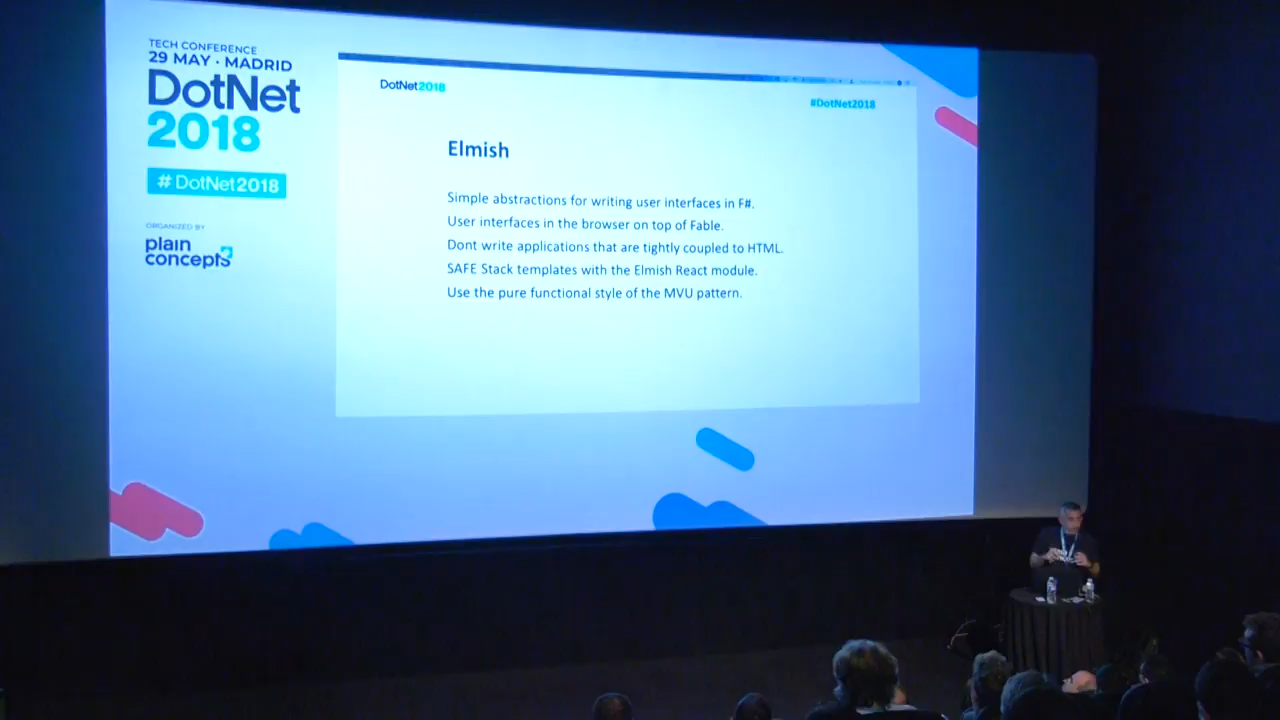 TECH CONFERENCE
29 MAY · MADRID
DotNet
2018
# DotNet2018
ORGANIZED BY
plain
concepts
DotNet2018
#DotNet2018
Elmish
Simple abstractions for writing user interfaces in F#.
User interfaces in the browser on top of Fable.
Dont write applications that are tightly coupled to HTML.
SAFE Stack templates with the Elmish React module.
Use the pure functional style of the MVU pattern.